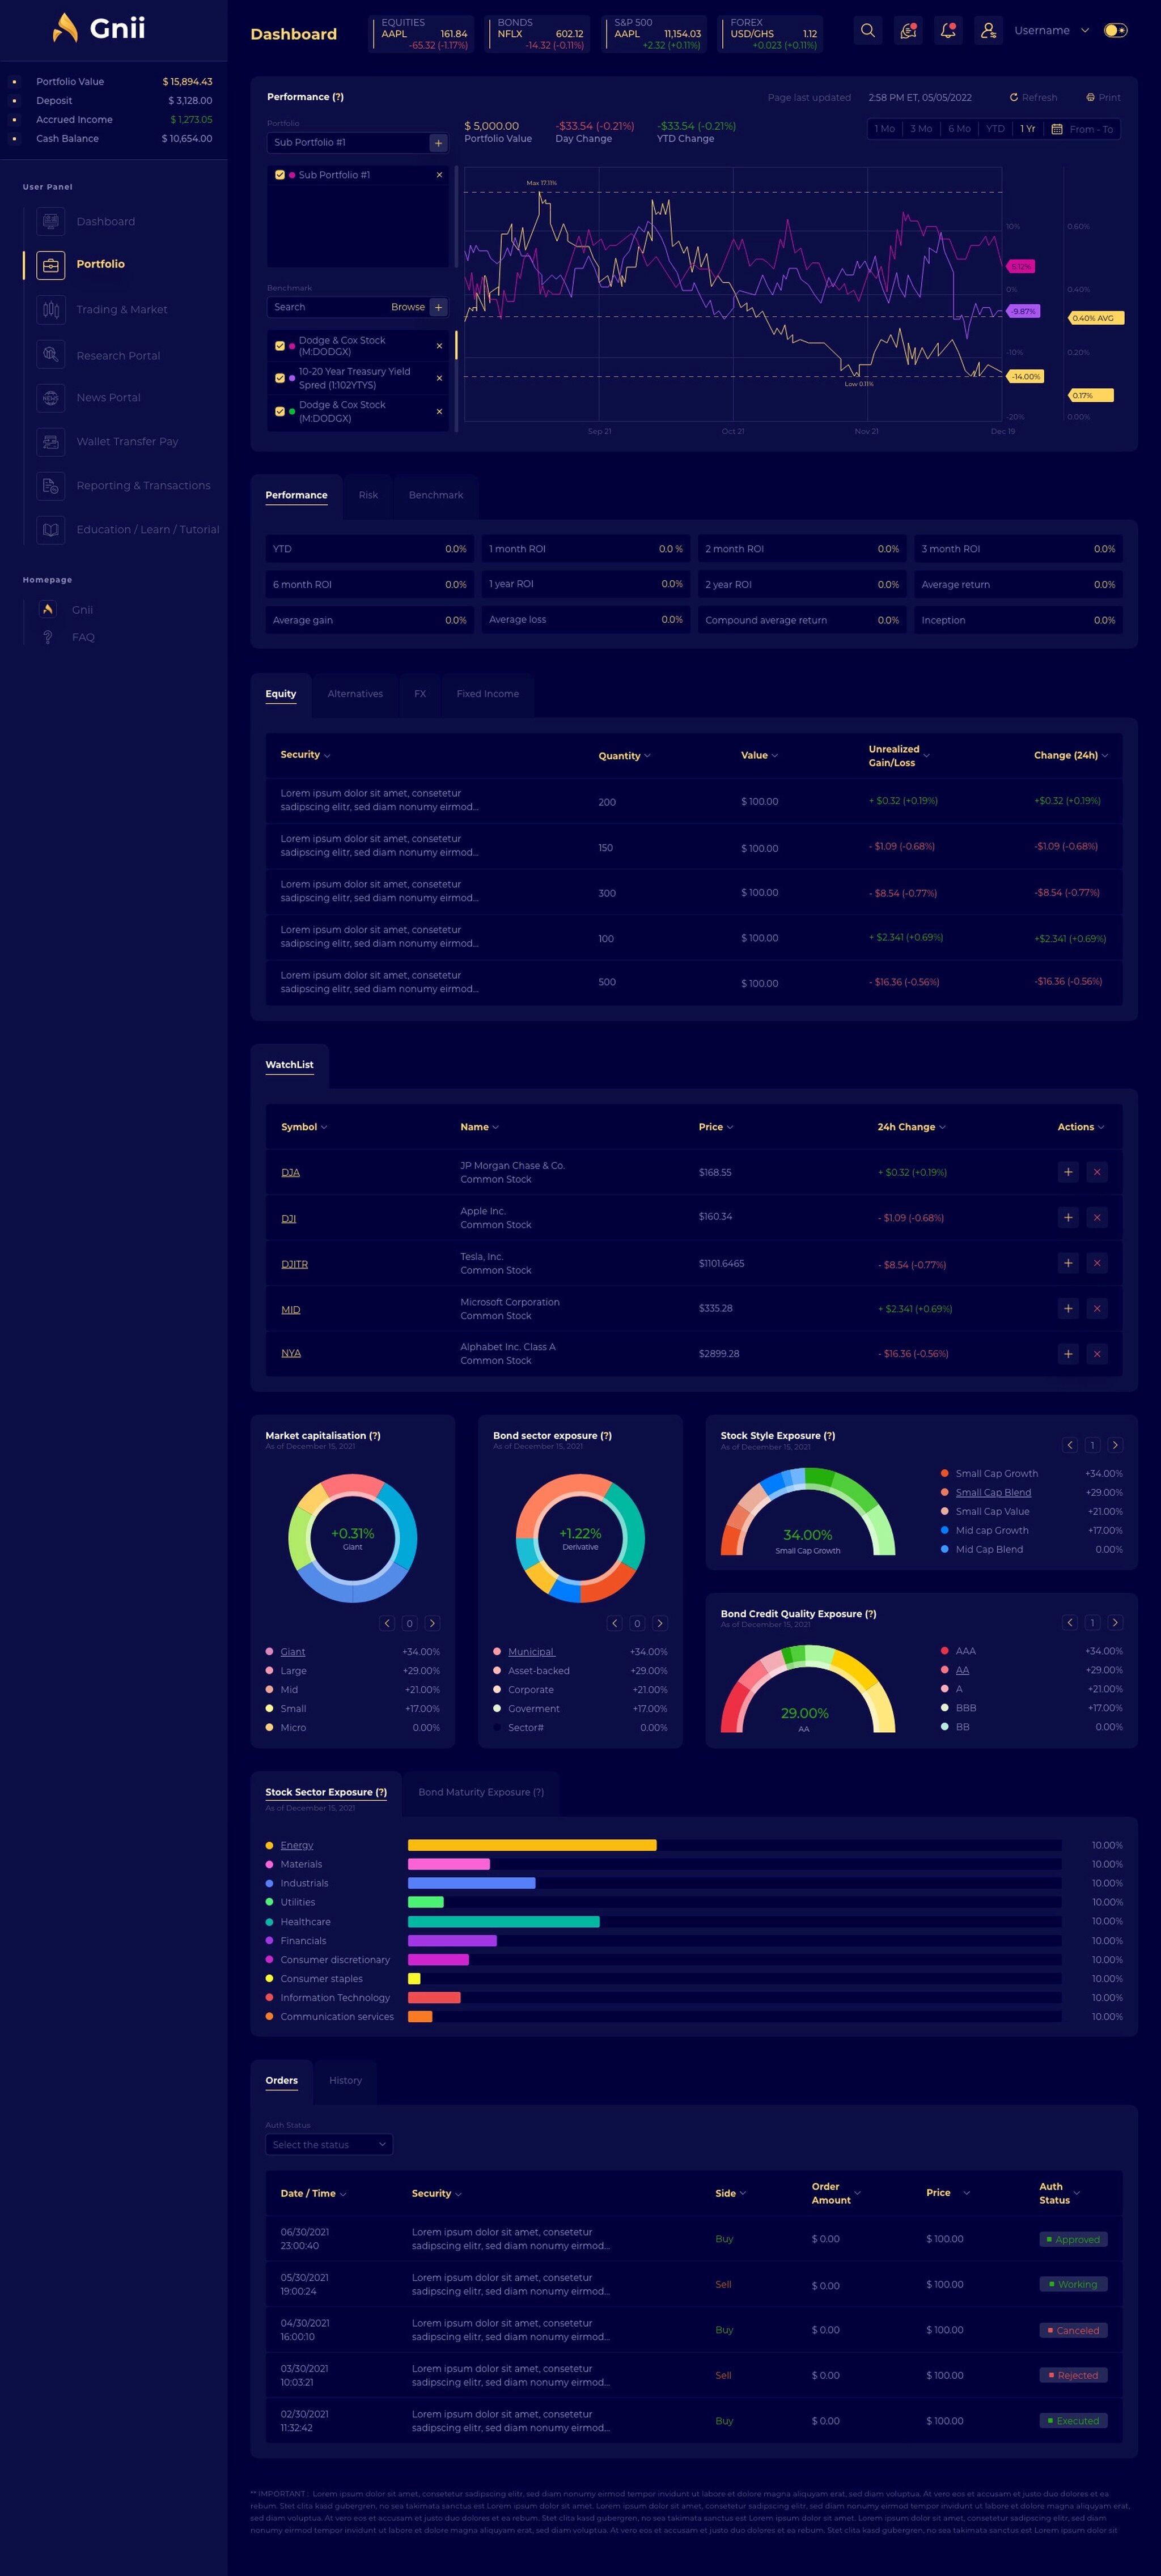 Gnii
Portfolio Value $ 15,894.43
Deposit $ 3,128.00
Accrued Income $ 1,273.05
Cash Balance $ 10,654.00
User Panel
Dashboard
Portfolio
Trading & Market
Research Portal
NEWS
News Portal
Wallet Transfer Pay
Reporting & Transactions
Education / Learn / Tutorial
Homepage
Gnii
FAQ
Dashboard
EQUITIES
AAPL 161.84
-65.32 (-1.17%)
BONDS
NFLX 602.12
-14.32 (-0.11%)
S&P 500
AAPL 11,154.03
+2.32 (+0.11%)
FOREX
USD/GHS 1.12
+0.023 (+0.11%)
Username
Performance (?)
Page last updated 2:58 PM ET, 05/05/2022 Refresh Print
Portfolio
Sub Portfolio #1 +
Sub Portfolio #1 ×
Benchmark
Search Browse +
Dodge & Cox Stock
(M:DODGX) ×
10-20 Year Treasury Yield
Spred (1:102YTYS) ×
Dodge & Cox Stock
(M:DODGX) ×
$ 5,000.00 -$33.54 (-0.21%) -$33.54 (-0.21%)
Portfolio Value Day Change YTD Change
1 Mo 3 Mo 6 Mo YTD 1 Yr From - To
Max 17.11%
Low 0.11%
10%
5.12%
0%
-9.87%
-10%
-14.00%
-20%
0.60%
0.40%
0.40% AVG
0.20%
0.17%
0.00%
Sep 21 Oct 21 Nov 21 Dec 19
Performance Risk Benchmark
YTD 0.0% 1 month ROI 0.0 % 2 month ROI 0.0% 3 month ROI 0.0%
6 month ROI 0.0% 1 year ROI 0.0% 2 year ROI 0.0% Average return 0.0%
Average gain 0.0% Average loss 0.0% Compound average return 0.0% Inception 0.0%
Equity Alternatives FX Fixed Income
Security Quantity Value Unrealized Gain/Loss Change (24h)
Lorem ipsum dolor sit amet, consetetur
sadipscing elitr, sed diam nonumy eirmod... 200 $ 100.00 + $0.32 (+0.19%) +$0.32 (+0.19%)
Lorem ipsum dolor sit amet, consetetur
sadipscing elitr, sed diam nonumy eirmod... 150 $ 100.00 - $1.09 (-0.68%) -$1.09 (-0.68%)
Lorem ipsum dolor sit amet, consetetur
sadipscing elitr, sed diam nonumy eirmod... 300 $ 100.00 - $8.54 (-0.77%) -$8.54 (-0.77%)
Lorem ipsum dolor sit amet, consetetur
sadipscing elitr, sed diam nonumy eirmod... 100 $ 100.00 + $2.341 (+0.69%) +$2.341 (+0.69%)
Lorem ipsum dolor sit amet, consetetur
sadipscing elitr, sed diam nonumy eirmod... 500 $ 100.00 - $16.36 (-0.56%) -$16.36 (-0.56%)
WatchList
Symbol Name Price 24h Change Actions
DJA JP Morgan Chase & Co.
Common Stock $168.55 + $0.32 (+0.19%) + ×
DJI Apple Inc.
Common Stock $160.34 - $1.09 (-0.68%) + ×
DJITR Tesla, Inc.
Common Stock $1101.6465 - $8.54 (-0.77%) + ×
MID Microsoft Corporation
Common Stock $335.28 + $2.341 (+0.69%) + ×
NYA Alphabet Inc. Class A
Common Stock $2899.28 - $16.36 (-0.56%) + ×
Market capitalisation (?)
As of December 15, 2021
+0.31%
Giant
< 0 >
Giant +34.00%
Large +29.00%
Mid +21.00%
Small +17.00%
Micro 0.00%
Bond sector exposure (?)
As of December 15, 2021
+1.22%
Derivative
< 0 >
Municipal +34.00%
Asset-backed +29.00%
Corporate +21.00%
Goverment +17.00%
Sector# 0.00%
Stock Style Exposure (?)
As of December 15, 2021
< 1 >
34.00%
Small Cap Growth
Small Cap Growth +34.00%
Small Cap Blend +29.00%
Small Cap Value +21.00%
Mid cap Growth +17.00%
Mid Cap Blend 0.00%
Bond Credit Quality Exposure (?)
As of December 15, 2021
< 1 >
29.00%
AA
AAA +34.00%
AA +29.00%
A +21.00%
BBB +17.00%
BB 0.00%
Stock Sector Exposure (?) Bond Maturity Exposure (?)
As of December 15, 2021
Energy 10.00%
Materials 10.00%
Industrials 10.00%
Utilities 10.00%
Healthcare 10.00%
Financials 10.00%
Consumer discretionary 10.00%
Consumer staples 10.00%
Information Technology 10.00%
Communication services 10.00%
Orders History
Auth Status
Select the status
Date / Time Security Side Order Amount Price Auth Status
06/30/2021 Lorem ipsum dolor sit amet, consetetur
23:00:40 sadipscing elitr, sed diam nonumy eirmod... Buy $ 0.00 $ 100.00 Approved
05/30/2021 Lorem ipsum dolor sit amet, consetetur
19:00:24 sadipscing elitr, sed diam nonumy eirmod... Sell $ 0.00 $ 100.00 Working
04/30/2021 Lorem ipsum dolor sit amet, consetetur
16:00:10 sadipscing elitr, sed diam nonumy eirmod... Buy $ 0.00 $ 100.00 Canceled
03/30/2021 Lorem ipsum dolor sit amet, consetetur
10:03:21 sadipscing elitr, sed diam nonumy eirmod... Sell $ 0.00 $ 100.00 Rejected
02/30/2021 Lorem ipsum dolor sit amet, consetetur
11:32:42 sadipscing elitr, sed diam nonumy eirmod... Buy $ 0.00 $ 100.00 Executed
** IMPORTANT : Lorem ipsum dolor sit amet, consetetur sadipscing elitr, sed diam nonumy eirmod tempor invidunt ut labore et dolore magna aliquyam erat, sed diam voluptua. At vero eos et accusam et justo duo dolores et ea
rebum. Stet clita kasd gubergren, no sea takimata sanctus est Lorem ipsum dolor sit amet. Lorem ipsum dolor sit amet, consetetur sadipscing elitr, sed diam nonumy eirmod tempor invidunt ut labore et dolore magna aliquyam erat,
sed diam voluptua. At vero eos et accusam et justo duo dolores et ea rebum. Stet clita kasd gubergren, no sea takimata sanctus est Lorem ipsum dolor sit amet. Lorem ipsum dolor sit amet, consetetur sadipscing elitr, sed diam
nonumy eirmod tempor invidunt ut labore et dolore magna aliquyam erat, sed diam voluptua. At vero eos et accusam et justo duo dolores et ea rebum. Stet clita kasd gubergren, no sea takimata sanctus est Lorem ipsum dolor sit